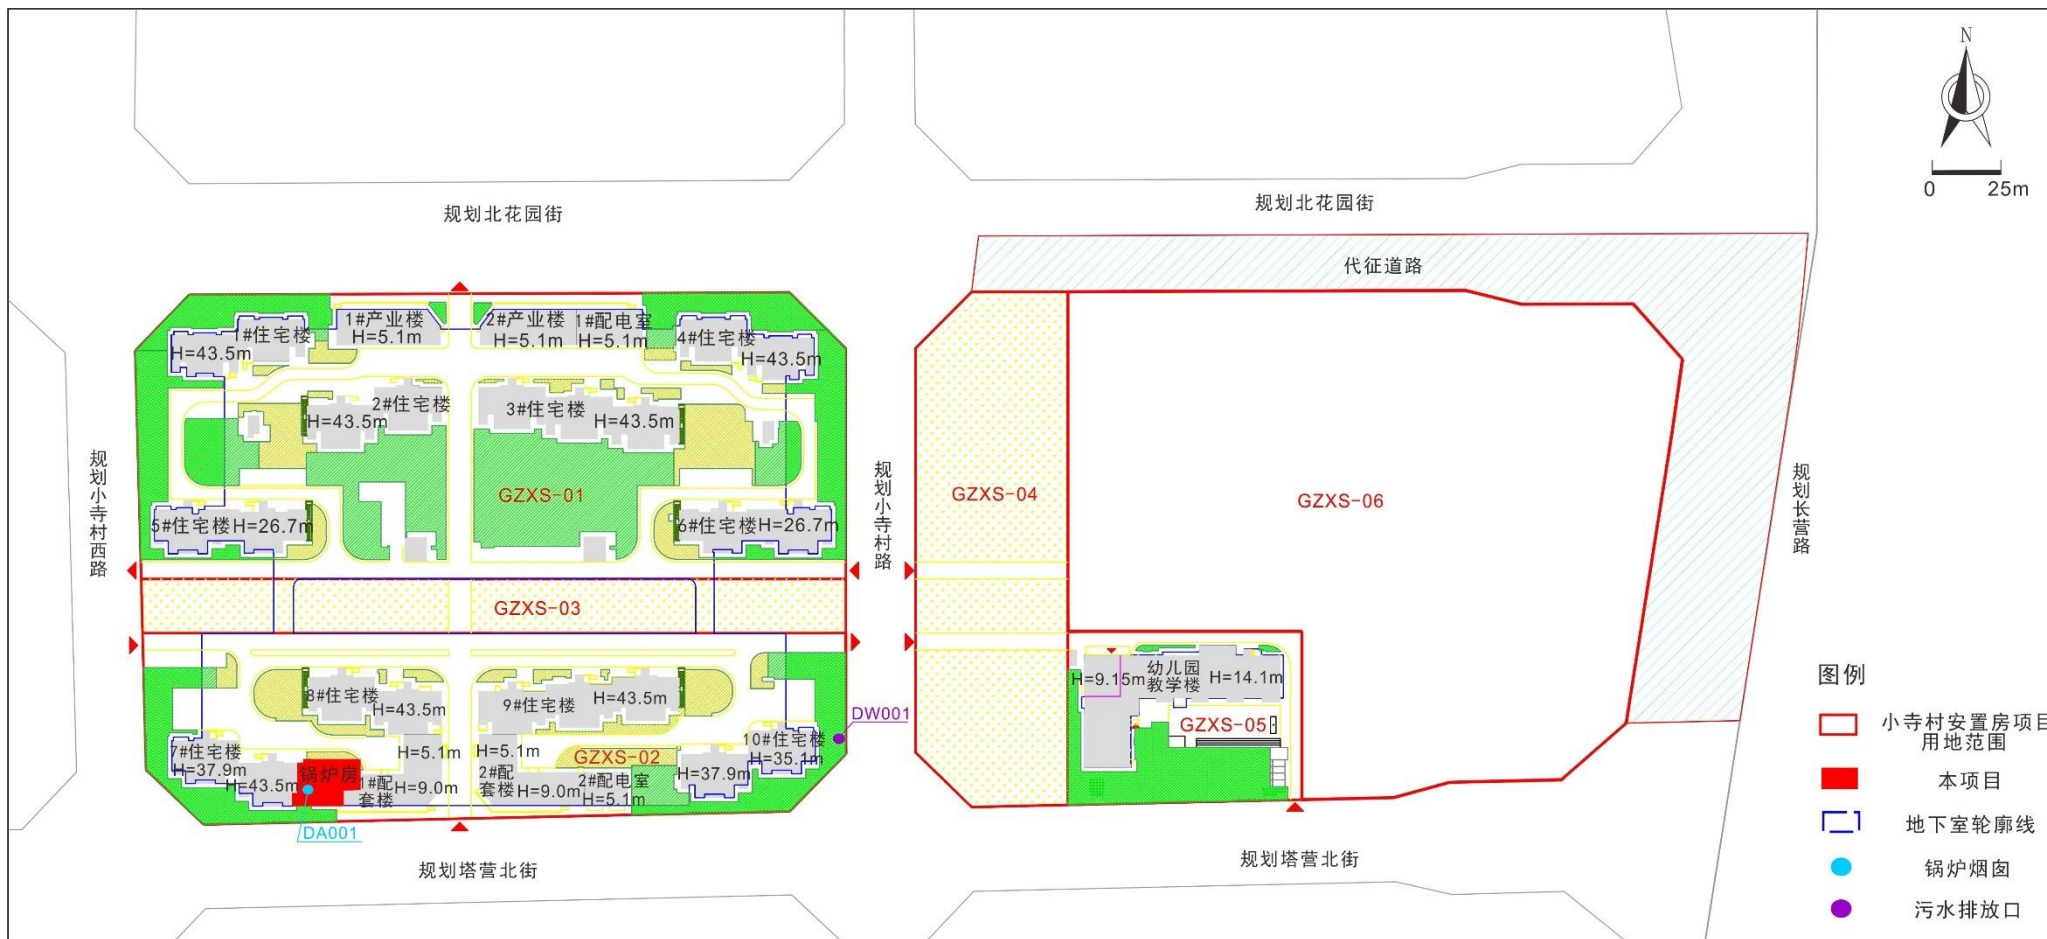 N
0 25m
规划北花园街
规划北花园街
代征道路
1#住宅楼
H=43.5m
1#产业楼
H=5.1m
2#产业楼
H=5.1m
1#配电室
H=5.1m
4#住宅楼
H=43.5m
2#住宅楼
H=43.5m
3#住宅楼
H=43.5m
规划小寺村西路
规划小寺村路
规划长营路
GZXS-01
GZXS-04
GZXS-06
5#住宅楼 H=26.7m
6#住宅楼 H=26.7m
GZXS-03
8#住宅楼
H=43.5m
9#住宅楼
H=43.5m
幼儿园
教学楼
H=9.15m
H=14.1m
GZXS-05
DW001
7#住宅楼
H=37.9m
H=43.5m
锅炉房
H=5.1m
1#配
套楼
H=9.0m
H=5.1m
2#配
套楼
H=9.0m
GZXS-02
2#配电室
H=5.1m
H=37.9m
10#住宅楼
H=35.1m
DA001
规划塔营北街
规划塔营北街
图例
小寺村安置房项目
用地范围
本项目
地下室轮廓线
锅炉烟囱
污水排放口